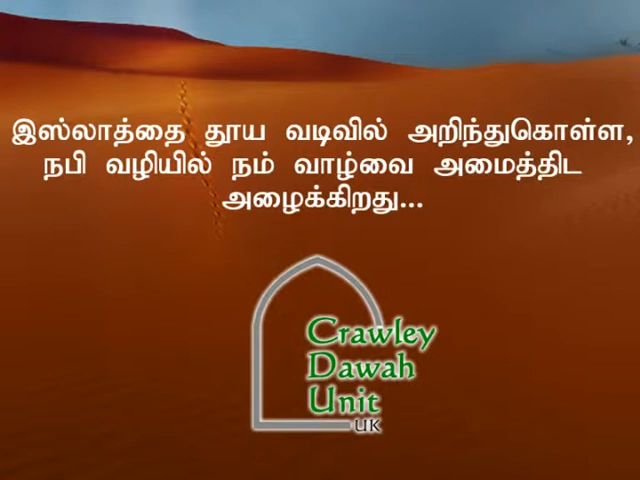 இஸ்லாத்தை தூய வடிவில் அறிந்துகொள்ள,
நபி வழியில் நம் வாழ்வை அமைத்திட
அழைக்கிறது...
Crawley
Dawah
Unit
UK